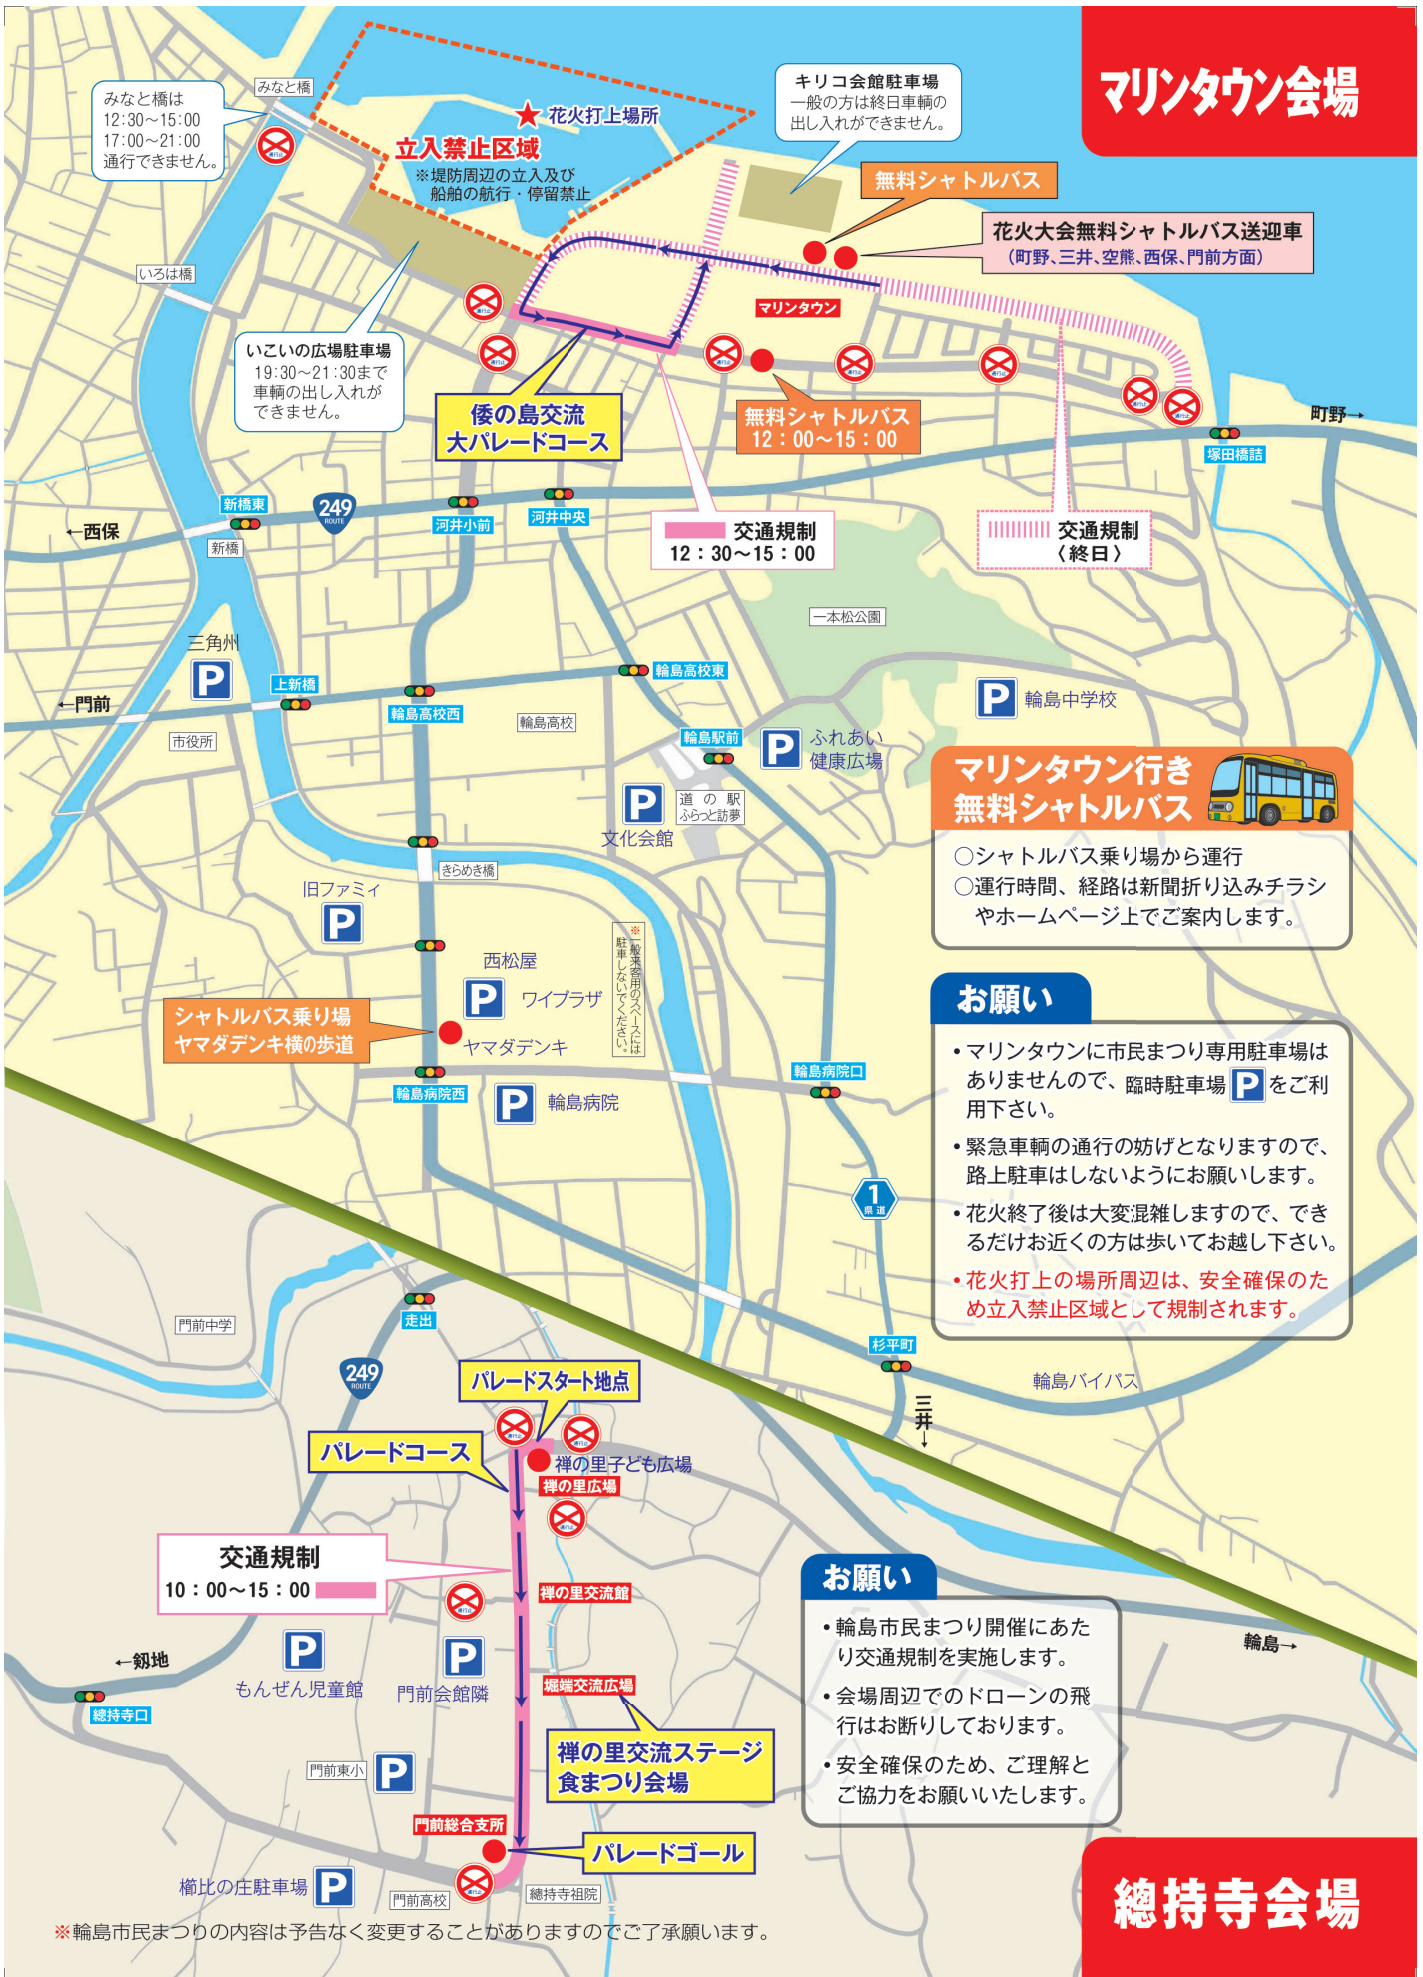 マリンタウン会場
みなと橋
みなと橋は
12:30～15:00
17:00～21:00
通行できません。
花火打上場所
立入禁止区域
※堤防周辺の立入及び
船舶の航行・停留禁止
キリコ会館駐車場
一般の方は終日車輌の
出し入れができません。
無料シャトルバス
花火大会無料シャトルバス送迎車
(町野、三井、空熊、西保、門前方面)
いろは橋
マリンタウン
いこいの広場駐車場
19:30～21:30まで
車輌の出し入れが
できません。
倭の島交流
大パレードコース
無料シャトルバス
12：00～15：00
町野→
塚田橋詰
新橋東
249
ROUTE
河井小前
河井中央
←西保
新橋
交通規制
12：30～15：00
交通規制
〈終日〉
一本松公園
三角州
P
上新橋
←門前
市役所
輪島高校西
輪島高校
輪島高校東
P
輪島中学校
輪島駅前
P
ふれあい
健康広場
P
文化会館
道の駅
ふらっと訪夢
マリンタウン行き
無料シャトルバス
○シャトルバス乗り場から運行
○運行時間、経路は新聞折り込みチラシ
やホームページ上でご案内します。
きらめき橋
旧ファミィ
P
西松屋
P
ワイプラザ
※一般来客用のスペースには
駐車しないでください。
シャトルバス乗り場
ヤマダデンキ横の歩道
ヤマダデンキ
輪島病院西
P
輪島病院
輪島病院口
お願い
・マリンタウンに市民まつり専用駐車場は
ありませんので、臨時駐車場Pをご利
用下さい。
・緊急車輌の通行の妨げとなりますので、
路上駐車はしないようにお願いします。
・花火終了後は大変混雑しますので、でき
るだけお近くの方は歩いてお越し下さい。
・花火打上の場所周辺は、安全確保のた
め立入禁止区域として規制されます。
1
県道
杉平町
輪島バイパス
三井→
門前中学
走出
249
ROUTE
パレードスタート地点
パレードコース
禅の里子ども広場
禅の里広場
交通規制
10：00～15：00
禅の里交流館
←剱地
P
もんぜん児童館
P
門前会館隣
堀端交流広場
總持寺口
禅の里交流ステージ
食まつり会場
門前東小
P
門前総合支所
パレードゴール
櫛比の庄駐車場
P
門前高校
總持寺祖院
お願い
・輪島市民まつり開催にあた
り交通規制を実施します。
・会場周辺でのドローンの飛
行はお断りしております。
・安全確保のため、ご理解と
ご協力をお願いいたします。
輪島→
總持寺会場
※輪島市民まつりの内容は予告なく変更することがありますのでご了承願います。